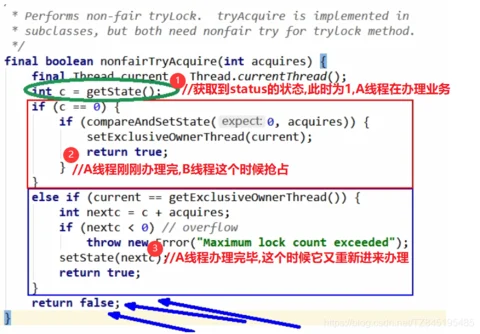 * Performs non-fair tryLock.  tryAcquire is implemented in
* subclasses, but both need nonfair try for trylock method.
*/
final boolean nonfairTryAcquire(int acquires) {
final Thread current = Thread.currentThread();
int c = getState(); 1 //获取到status的状态,此时为1,A线程在办理业务
if (c == 0) {
if (compareAndSetState( expect: 0, acquires)) {
setExclusiveOwnerThread(current);
return true;
} 2 //A线程刚刚办理完,B线程这个时候抢占
}
else if (current == getExclusiveOwnerThread()) {
int nextc = c + acquires;
if (nextc < 0) // overflow
throw new Error("Maximum lock count exceeded");
setState(nextc); 3 //A线程办理完毕,这个时候它又重新进来办理
return true;
}
return false;
}